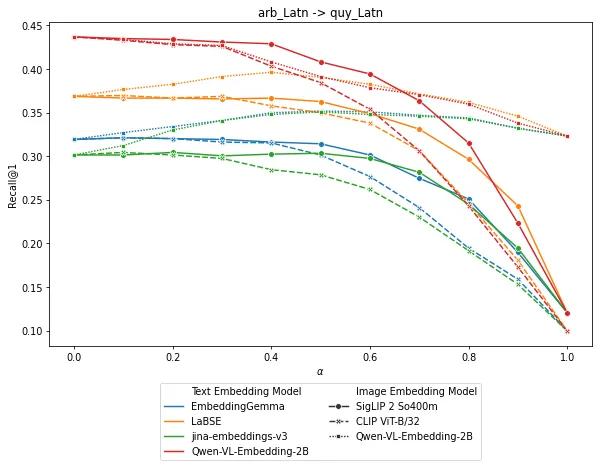 arb_Latn -> quy_Latn
Recall@1
0.45
0.40
0.35
0.30
0.25
0.20
0.15
0.10
0.0 0.2 0.4 0.6 0.8 1.0
α
Text Embedding Model Image Embedding Model
EmbeddingGemma SigLIP 2 So400m
LaBSE CLIP ViT-B/32
jina-embeddings-v3 Qwen-VL-Embedding-2B
Qwen-VL-Embedding-2B